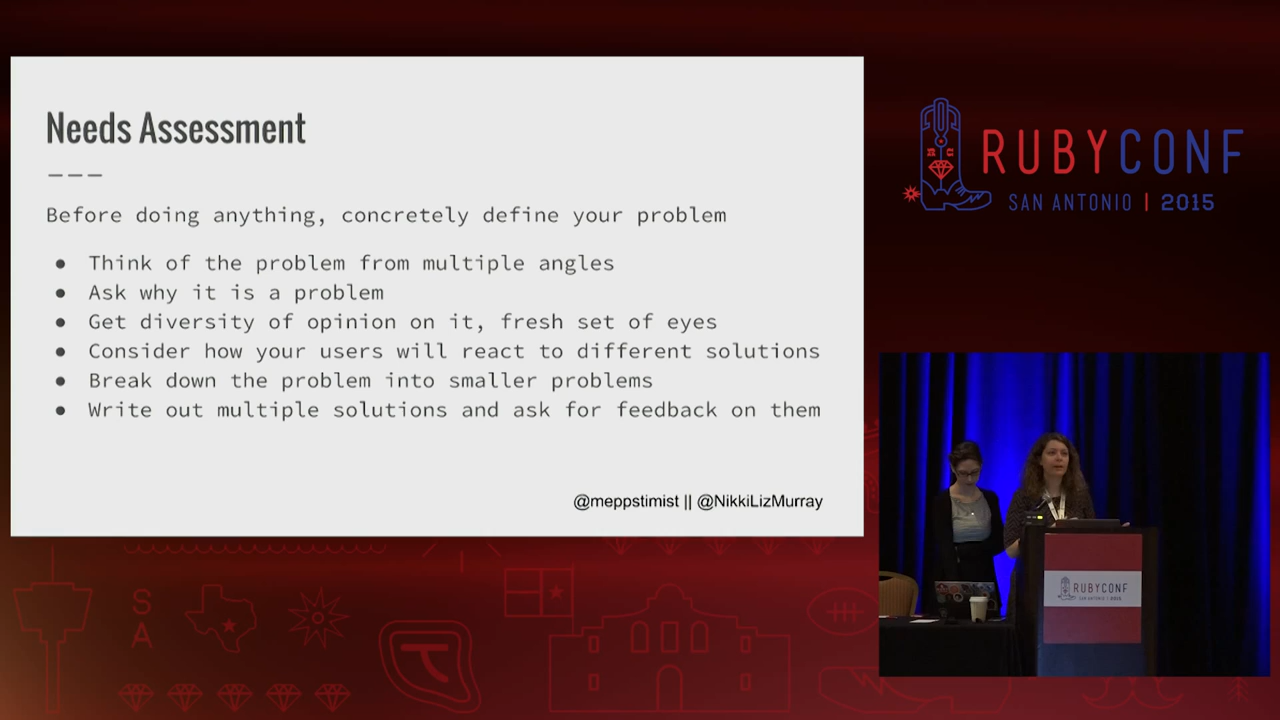 Needs Assessment
Before doing anything, concretely define your problem
● Think of the problem from multiple angles
● Ask why it is a problem
● Get diversity of opinion on it, fresh set of eyes
● Consider how your users will react to different solutions
● Break down the problem into smaller problems
● Write out multiple solutions and ask for feedback on them
@meppstimist || @NikkiLizMurray
RUBYCONF
SAN ANTONIO | 2015
RUBYCONF
SAN ANTONIO | 2015
S
A